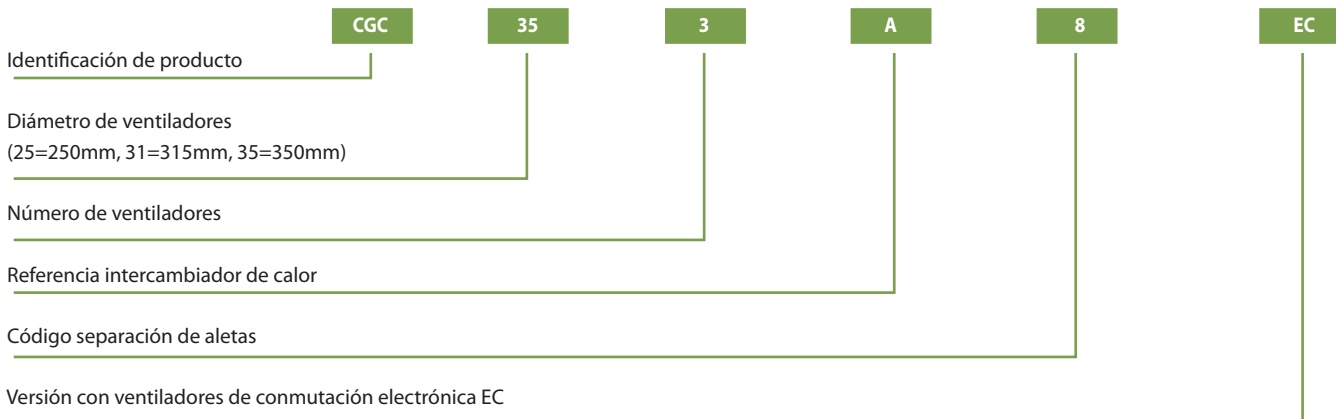 CGC 35 3 A 8 EC
Identificación de producto
Diámetro de ventiladores
(25=250mm, 31=315mm, 35=350mm)
Número de ventiladores
Referencia intercambiador de calor
Código separación de aletas
Versión con ventiladores de conmutación electrónica EC